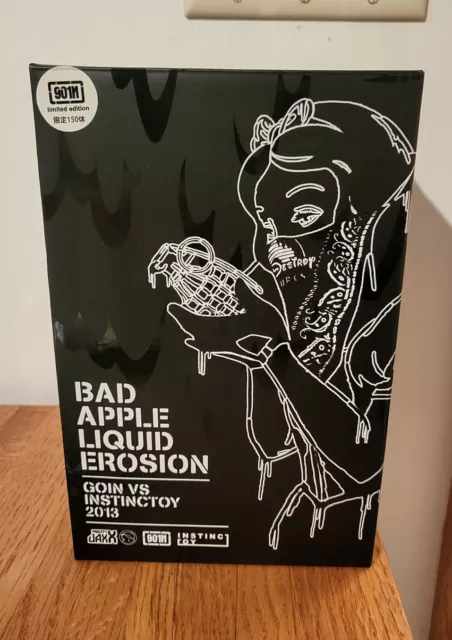 901N
limited edition
限定150体
DESTROY
BAD
APPLE
LIQUID
EROSION
GOIN VS
INSTINCTOY
2013
JAXX
901N
INSTINC
TOY